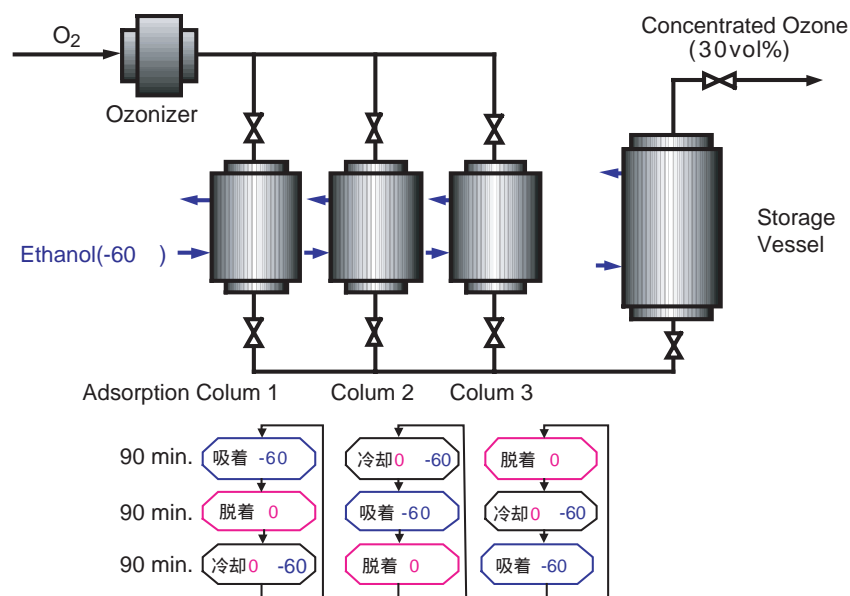 O2
Ozonizer
Concentrated Ozone
(30vol%)
Ethanol(-60 )
Storage
Vessel
Adsorption Colum 1
Colum 2
Colum 3
90 min.
吸着 -60
冷却0 -60
脱着 0
90 min.
脱着 0
吸着 -60
冷却0 -60
90 min.
冷却0 -60
脱着 0
吸着 -60